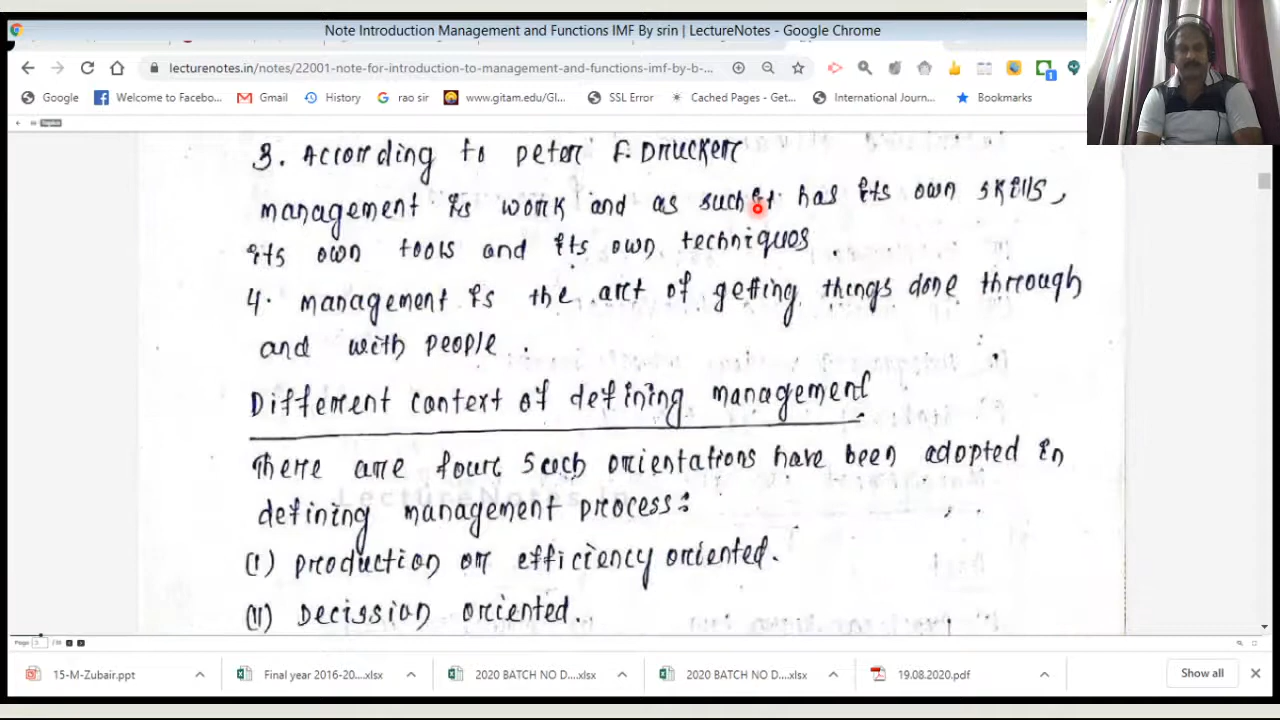 Note Introduction Management and Functions IMF By srin | LectureNotes - Google Chrome
lecturenotes.in/notes/22001-note-for-introduction-to-management-and-functions-imf-by-b-...
Google Welcome to Facebo... Gmail History rao sir www.gitam.edu/Gl... SSL Error Cached Pages - Get... International Journ... Bookmarks
3. According to peter F. Drucker
management is work and as such it has its own skills,
its own tools and its own techniques.
4. management is the art of getting things done through
and with people.
Different context of defining management
There are four such orientations have been adopted in
LectureNotes.in
defining management process:
(I) production or efficiency oriented.
(II) Decission oriented.
Page 3
15-M-Zubair.ppt Final year 2016-20....xlsx 2020 BATCH NO D....xlsx 2020 BATCH NO D....xlsx 19.08.2020.pdf Show all